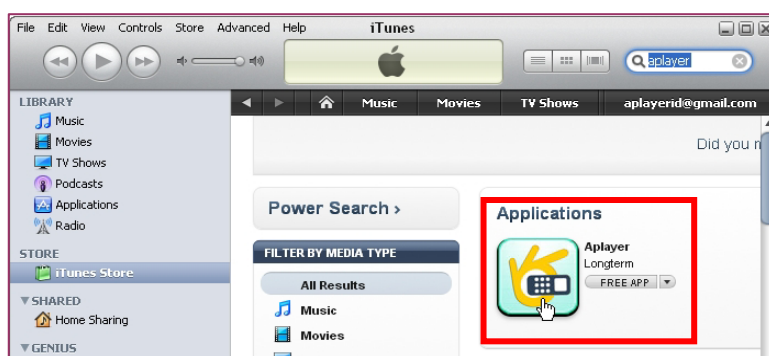 File Edit View Controls Store Advanced Help iTunes
aplayer
LIBRARY
Music Movies TV Shows aplayerid@gmail.com
Music
Movies
TV Shows
Podcasts
Applications
Radio
STORE
iTunes Store
SHARED
Home Sharing
GENIUS
Did you
Power Search ›
FILTER BY MEDIA TYPE
All Results
Music
Movies
Applications
Aplayer
Longterm
FREE APP